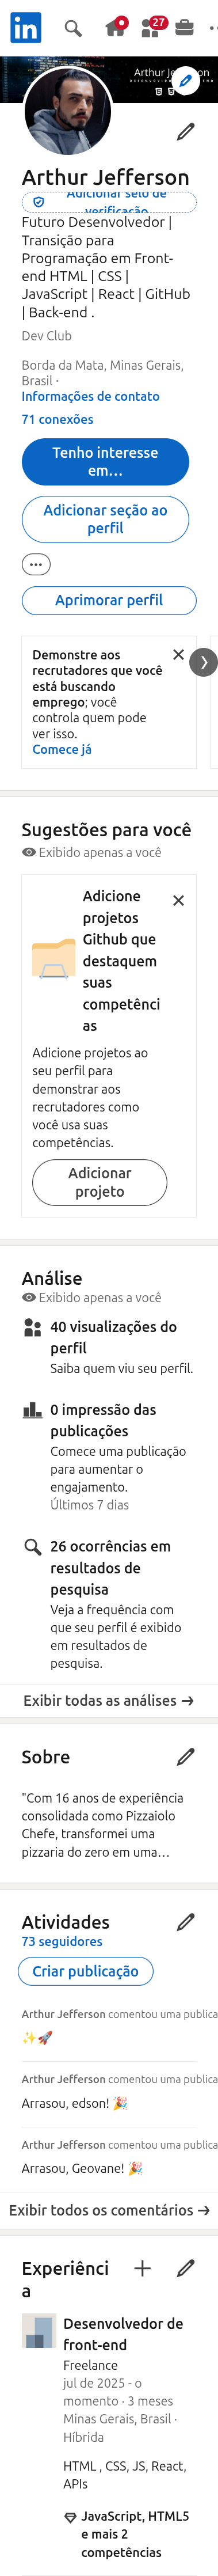 in
27
Arthur Jefferson
Arthur Jefferson
Adicionar selo de
verificação
Futuro Desenvolvedor |
Transição para
Programação em Front-
end HTML | CSS |
JavaScript | React | GitHub
| Back-end .
Dev Club
Borda da Mata, Minas Gerais,
Brasil ·
Informações de contato
71 conexões
Tenho interesse
em…
Adicionar seção ao
perfil
Aprimorar perfil
Demonstre aos
recrutadores que você
está buscando
emprego; você
controla quem pode
ver isso.
Comece já
Sugestões para você
Exibido apenas a você
Adicione
projetos
Github que
destaquem
suas
competênci
as
Adicione projetos ao
seu perfil para
demonstrar aos
recrutadores como
você usa suas
competências.
Adicionar
projeto
Análise
Exibido apenas a você
40 visualizações do
perfil
Saiba quem viu seu perfil.
0 impressão das
publicações
Comece uma publicação
para aumentar o
engajamento.
Últimos 7 dias
26 ocorrências em
resultados de
pesquisa
Veja a frequência com
que seu perfil é exibido
em resultados de
pesquisa.
Exibir todas as análises →
Sobre
"Com 16 anos de experiência
consolidada como Pizzaiolo
Chefe, transformei uma
pizzaria do zero em uma…
Atividades
73 seguidores
Criar publicação
Arthur Jefferson comentou uma publica
✨🚀
Arthur Jefferson comentou uma publica
Arrasou, edson! 🎉
Arthur Jefferson comentou uma publica
Arrasou, Geovane! 🎉
Exibir todos os comentários →
Experiênci
a
Desenvolvedor de
front-end
Freelance
jul de 2025 - o
momento · 3 meses
Minas Gerais, Brasil ·
Híbrida
HTML , CSS, JS, React,
APIs
JavaScript, HTML5
e mais 2
competências